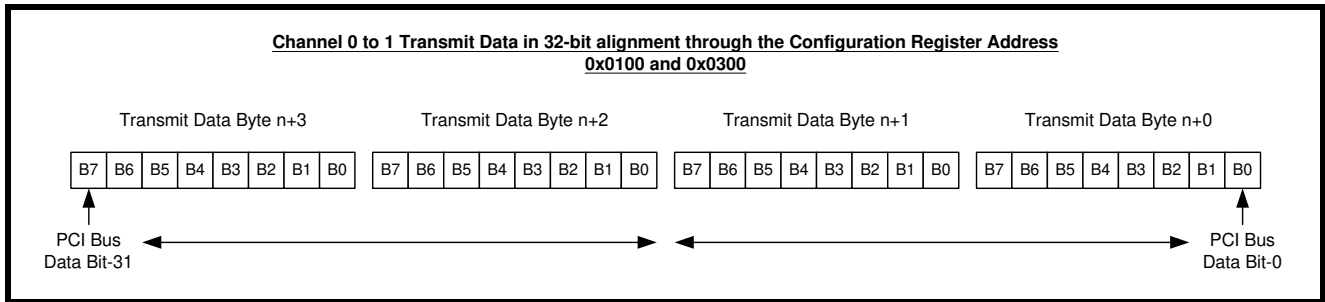 Channel 0 to 1 Transmit Data in 32-bit alignment through the Configuration Register Address
0x0100 and 0x0300
Transmit Data Byte n+3 Transmit Data Byte n+2 Transmit Data Byte n+1 Transmit Data Byte n+0
B7 B6 B5 B4 B3 B2 B1 B0 B7 B6 B5 B4 B3 B2 B1 B0 B7 B6 B5 B4 B3 B2 B1 B0 B7 B6 B5 B4 B3 B2 B1 B0
PCI Bus PCI Bus
Data Bit-31 Data Bit-0